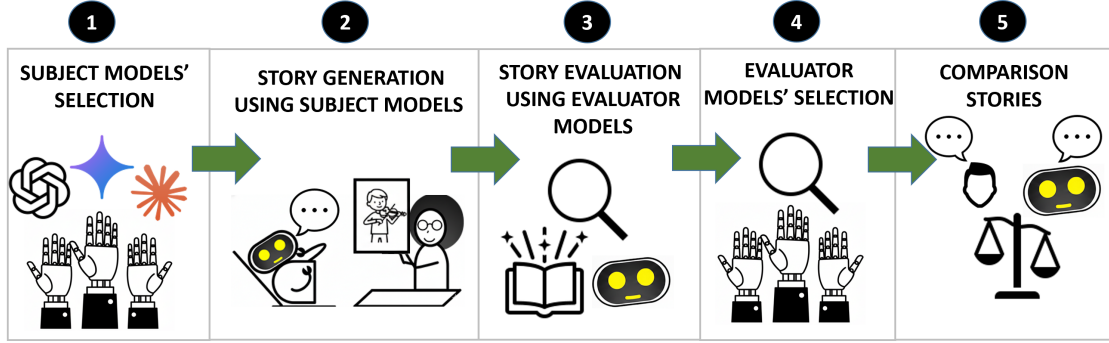 1
2
3
4
5
SUBJECT MODELS’
SELECTION
STORY GENERATION
USING SUBJECT MODELS
STORY EVALUATION
USING EVALUATOR
MODELS
EVALUATOR
MODELS’ SELECTION
COMPARISON
STORIES